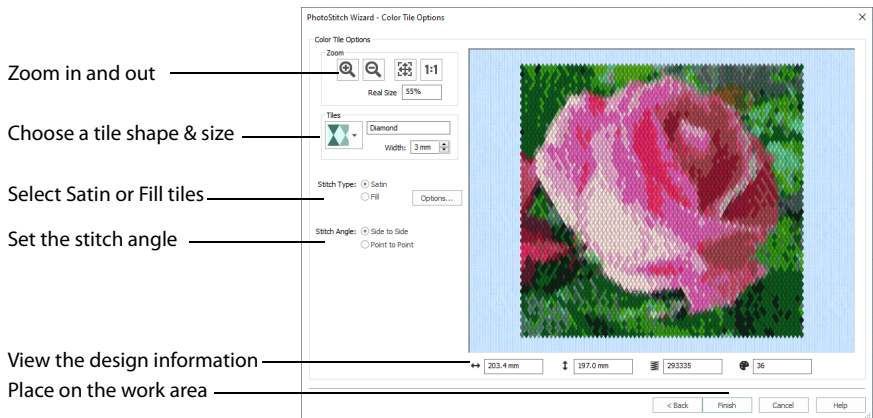 PhotoStitch Wizard - Color Tile Options
Color Tile Options
Zoom
Zoom in and out
1:1
Real Size 55%
Tiles
Choose a tile shape & size
Diamond
Width: 3 mm
Select Satin or Fill tiles
Stitch Type: Satin
Fill
Options...
Set the stitch angle
Stitch Angle: Side to Side
Point to Point
View the design information
203.4 mm 197.0 mm 293335 36
Place on the work area
< Back Finish Cancel Help